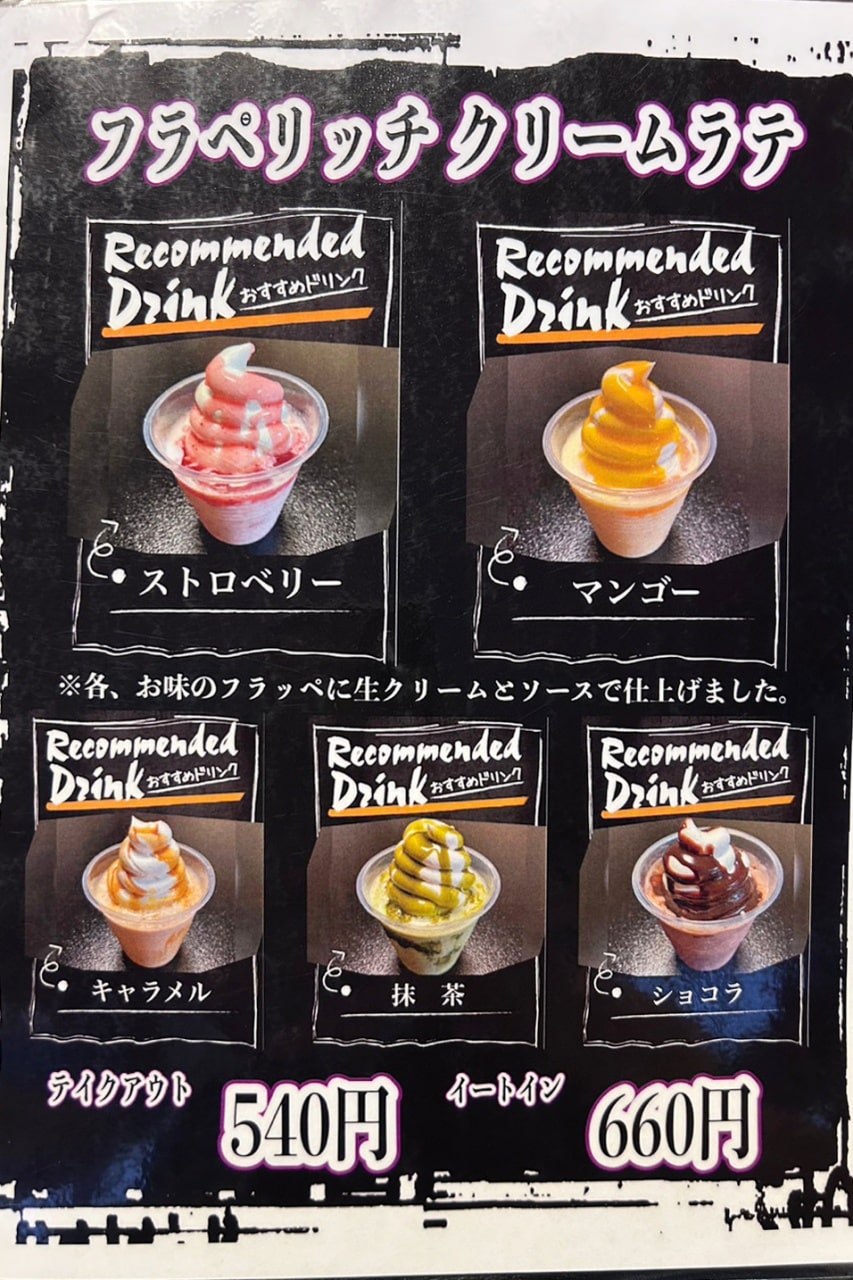 フラペリッチ クリームラテ
Recommended
Drink おすすめドリンク
ストロベリー
Recommended
Drink おすすめドリンク
マンゴー
※各、お味のフラッペに生クリームとソースで仕上げました。
Recommended
Drink おすすめドリンク
キャラメル
Recommended
Drink おすすめドリンク
抹 茶
Recommended
Drink おすすめドリンク
ショコラ
テイクアウト 540円
イートイン 660円